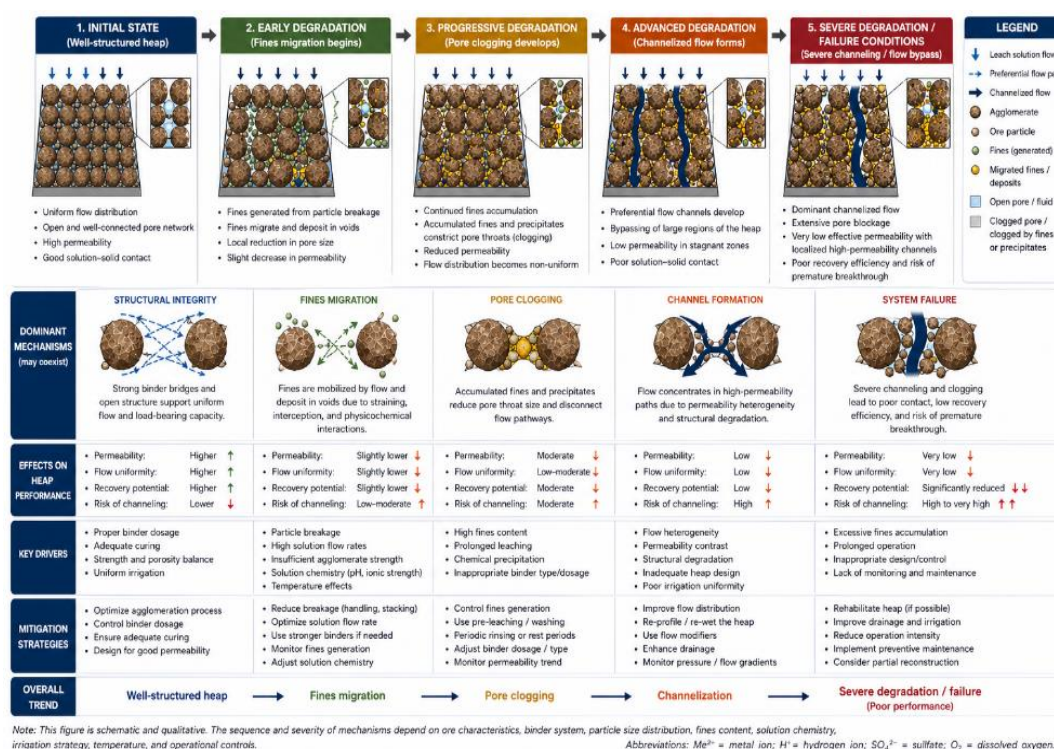 1. INITIAL STATE
(Well-structured heap)
2. EARLY DEGRADATION
(Fines migration begins)
3. PROGRESSIVE DEGRADATION
(Pore clogging develops)
4. ADVANCED DEGRADATION
(Channelized flow forms)
5. SEVERE DEGRADATION /
FAILURE CONDITIONS
(Severe channeling / flow bypass)
LEGEND
Leach solution flow
Preferential flow pa
Channelized flow
Agglomerate
Ore particle
Fines (generated)
Migrated fines /
deposits
Open pore / fluid
Clogged pore /
clogged by fines
or precipitates
• Uniform flow distribution
• Open and well-connected pore network
• High permeability
• Good solution–solid contact
• Fines generated from particle breakage
• Fines migrate and deposit in voids
• Local reduction in pore size
• Slight decrease in permeability
• Continued fines accumulation
• Accumulated fines and precipitates
constrict pore throats (clogging)
• Reduced permeability
• Flow distribution becomes non-uniform
• Preferential flow channels develop
• Bypassing of large regions of the heap
• Low permeability in stagnant zones
• Poor solution–solid contact
• Dominant channelized flow
• Extensive pore blockage
• Very low effective permeability with
localized high-permeability channels
• Poor recovery efficiency and risk of
premature breakthrough
DOMINANT
MECHANISMS
(may coexist)
STRUCTURAL INTEGRITY
Strong binder bridges and
open structure support uniform
flow and load-bearing capacity.
FINES MIGRATION
Fines are mobilized by flow and
deposit in voids due to straining,
interception, and physicochemical
interactions.
PORE CLOGGING
Accumulated fines and precipitates
reduce pore throat size and disconnect
flow pathways.
CHANNEL FORMATION
Flow concentrates in high-permeability
paths due to permeability heterogeneity
and structural degradation.
SYSTEM FAILURE
Severe channeling and clogging
lead to poor contact, low recovery
efficiency, and risk of premature
breakthrough.
EFFECTS ON
HEAP
PERFORMANCE
• Permeability: Higher ↑
• Flow uniformity: Higher ↑
• Recovery potential: Higher ↑
• Risk of channeling: Lower ↓
• Permeability: Slightly lower ↓
• Flow uniformity: Slightly lower ↓
• Recovery potential: Slightly lower ↓
• Risk of channeling: Low-moderate ↑
• Permeability: Moderate ↓
• Flow uniformity: Low-moderate ↓
• Recovery potential: Moderate ↓
• Risk of channeling: Moderate ↑
• Permeability: Low ↓
• Flow uniformity: Low ↓
• Recovery potential: Low ↓
• Risk of channeling: High ↑
• Permeability: Very low ↓
• Flow uniformity: Very low ↓
• Recovery potential: Significantly reduced ↓↓
• Risk of channeling: High to very high ↑↑
KEY DRIVERS
• Proper binder dosage
• Adequate curing
• Strength and porosity balance
• Uniform irrigation
• Particle breakage
• High solution flow rates
• Insufficient agglomerate strength
• Solution chemistry (pH, ionic strength)
• Temperature effects
• High fines content
• Prolonged leaching
• Chemical precipitation
• Inappropriate binder type/dosage
• Flow heterogeneity
• Permeability contrast
• Structural degradation
• Inadequate heap design
• Poor irrigation uniformity
• Excessive fines accumulation
• Prolonged operation
• Inappropriate design/control
• Lack of monitoring and maintenance
MITIGATION
STRATEGIES
• Optimize agglomeration process
• Control binder dosage
• Ensure adequate curing
• Design for good permeability
• Reduce breakage (handling, stacking)
• Optimize solution flow rate
• Use stronger binders if needed
• Monitor fines generation
• Adjust solution chemistry
• Control fines generation
• Use pre-leaching / washing
• Periodic rinsing or rest periods
• Adjust binder dosage / type
• Monitor permeability trend
• Improve flow distribution
• Re-profile / re-wet the heap
• Use flow modifiers
• Enhance drainage
• Monitor pressure / flow gradients
• Rehabilitate heap (if possible)
• Improve drainage and irrigation
• Reduce operation intensity
• Implement preventive maintenance
• Consider partial reconstruction
OVERALL
TREND
Well-structured heap
Fines migration
Pore clogging
Channelization
Severe degradation / failure
(Poor performance)
Note: This figure is schematic and qualitative. The sequence and severity of mechanisms depend on ore characteristics, binder system, particle size distribution, fines content, solution chemistry,
irrigation strategy, temperature, and operational controls.
Abbreviations: Me²⁺ = metal ion; H⁺= hydrogen ion; SO₄²⁻ = sulfate; O₂ = dissolved oxygen.